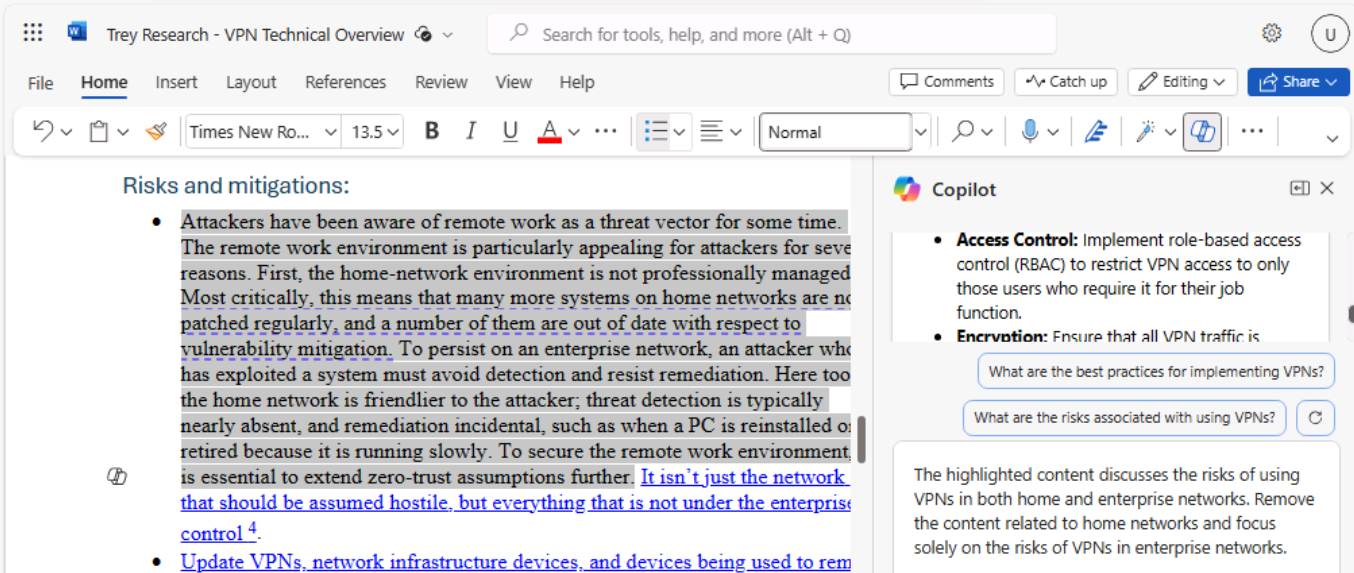 Trey Research - VPN Technical Overview
Search for tools, help, and more (Alt + Q)
U
File Home Insert Layout References Review View Help
Comments Catch up Editing Share
Times New Ro... 13.5 B I U A ... Normal ...
Risks and mitigations:
Attackers have been aware of remote work as a threat vector for some time.
The remote work environment is particularly appealing for attackers for seve
reasons. First, the home-network environment is not professionally managed
Most critically, this means that many more systems on home networks are no
patched regularly, and a number of them are out of date with respect to
vulnerability mitigation. To persist on an enterprise network, an attacker who
has exploited a system must avoid detection and resist remediation. Here too
the home network is friendlier to the attacker; threat detection is typically
nearly absent, and remediation incidental, such as when a PC is reinstalled or
retired because it is running slowly. To secure the remote work environment,
is essential to extend zero-trust assumptions further. It isn't just the network
that should be assumed hostile, but everything that is not under the enterprise
control 4.
Update VPNs, network infrastructure devices, and devices being used to rem
Copilot
Access Control: Implement role-based access
control (RBAC) to restrict VPN access to only
those users who require it for their job
function.
Encryption: Ensure that all VPN traffic is
What are the best practices for implementing VPNs?
What are the risks associated with using VPNs?
The highlighted content discusses the risks of using
VPNs in both home and enterprise networks. Remove
the content related to home networks and focus
solely on the risks of VPNs in enterprise networks.